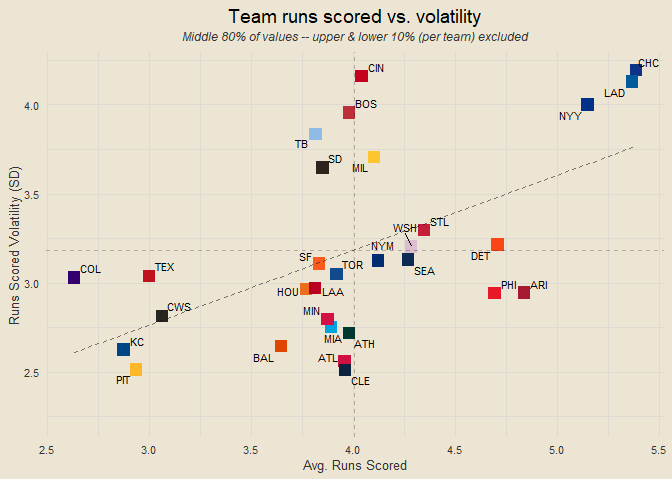 Team runs scored vs. volatility
Middle 80% of values -- upper & lower 10% (per team) excluded
CIN
CHC
LAD
4.0
BOS
NYY
TB
SD
MIL
3.5
Runs Scored Volatility (SD)
WSH
STL
NYM
DET
SF
TOR
SEA
COL
TEX
3.0
HOU
LAA
PHI
ARI
CWS
MIN
MIA
ATH
KC
BAL
ATL
2.5
PIT
CLE
2.5
3.0
3.5
4.0
4.5
5.0
5.5
Avg. Runs Scored